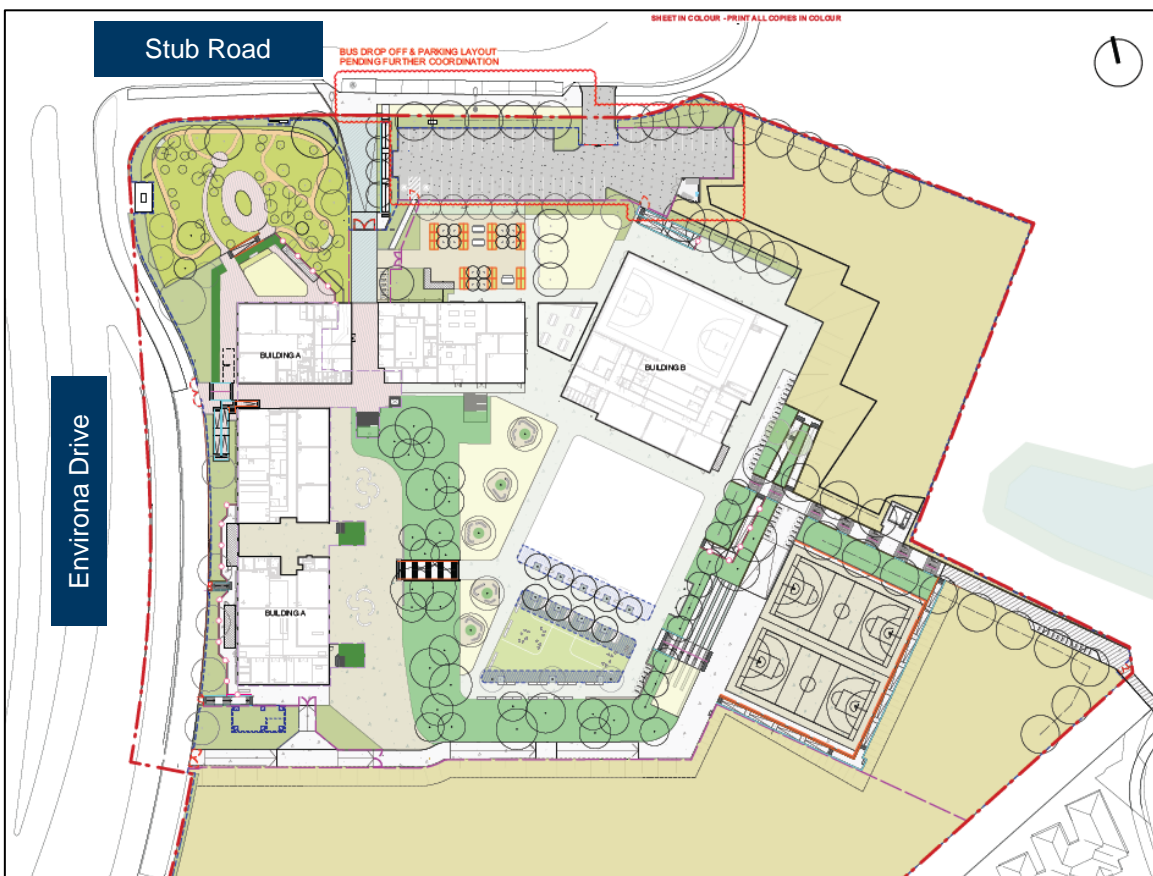 SHEET IN COLOUR - PRINT ALL COPIES IN COLOUR
Stub Road
BUS DROP OFF & PARKING LAYOUT
PENDING FURTHER COORDINATION
BUILDING A
BUILDING B
Environa Drive
BUILDING A